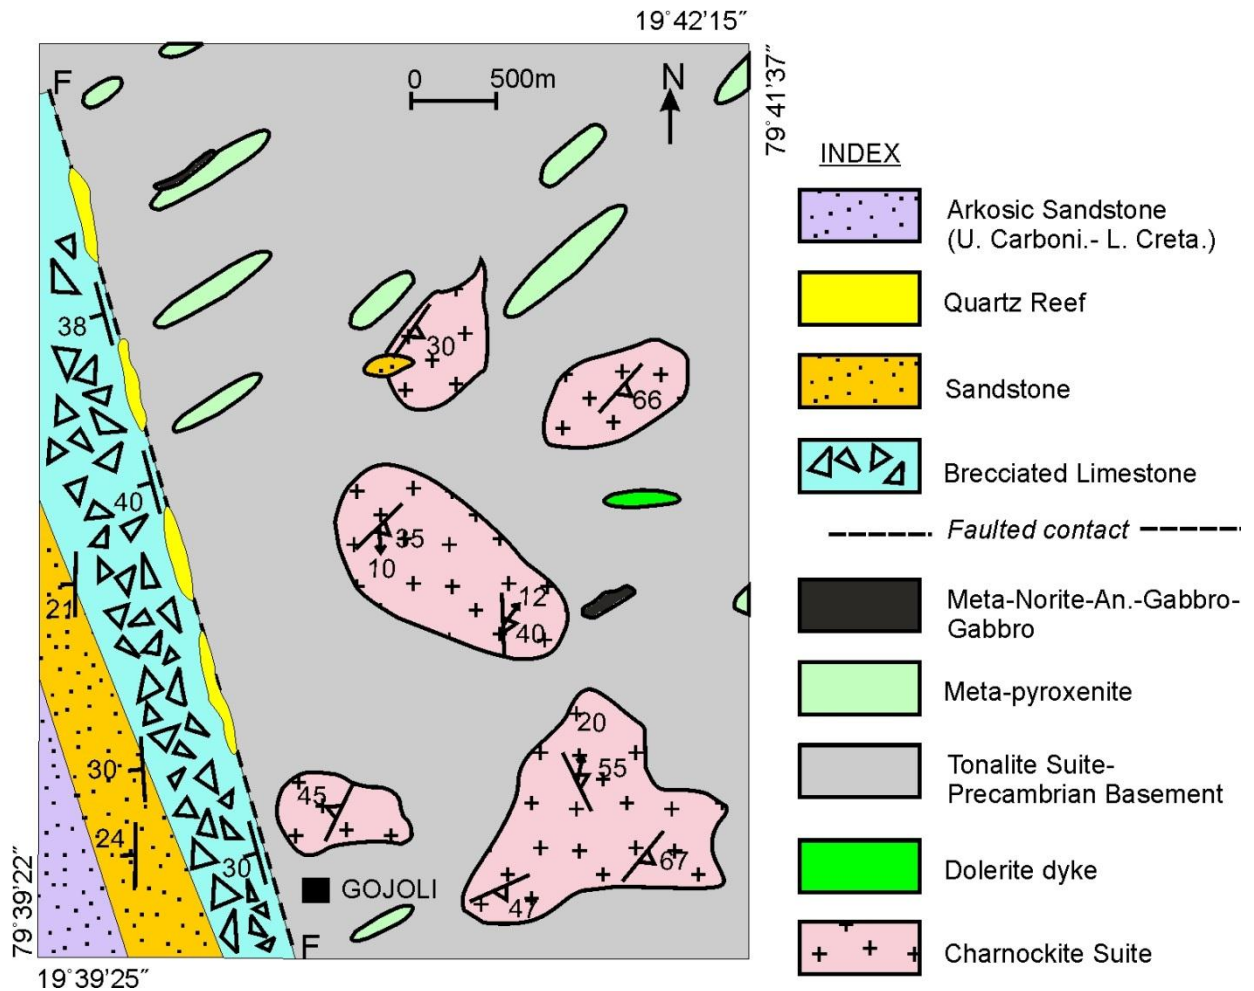 19°42'15"
79°41'37"
F
0 500m
N
38
30
66
40
35
10
12
40
21
20
55
30
45
24
67
30
47
GOJOLI
F
79°39'22"
19°39'25"
INDEX
Arkosic Sandstone
(U. Carboni.- L. Creta.)
Quartz Reef
Sandstone
Brecciated Limestone
Faulted contact
Meta-Norite-An.-Gabbro-
Gabbro
Meta-pyroxenite
Tonalite Suite-
Precambrian Basement
Dolerite dyke
Charnockite Suite